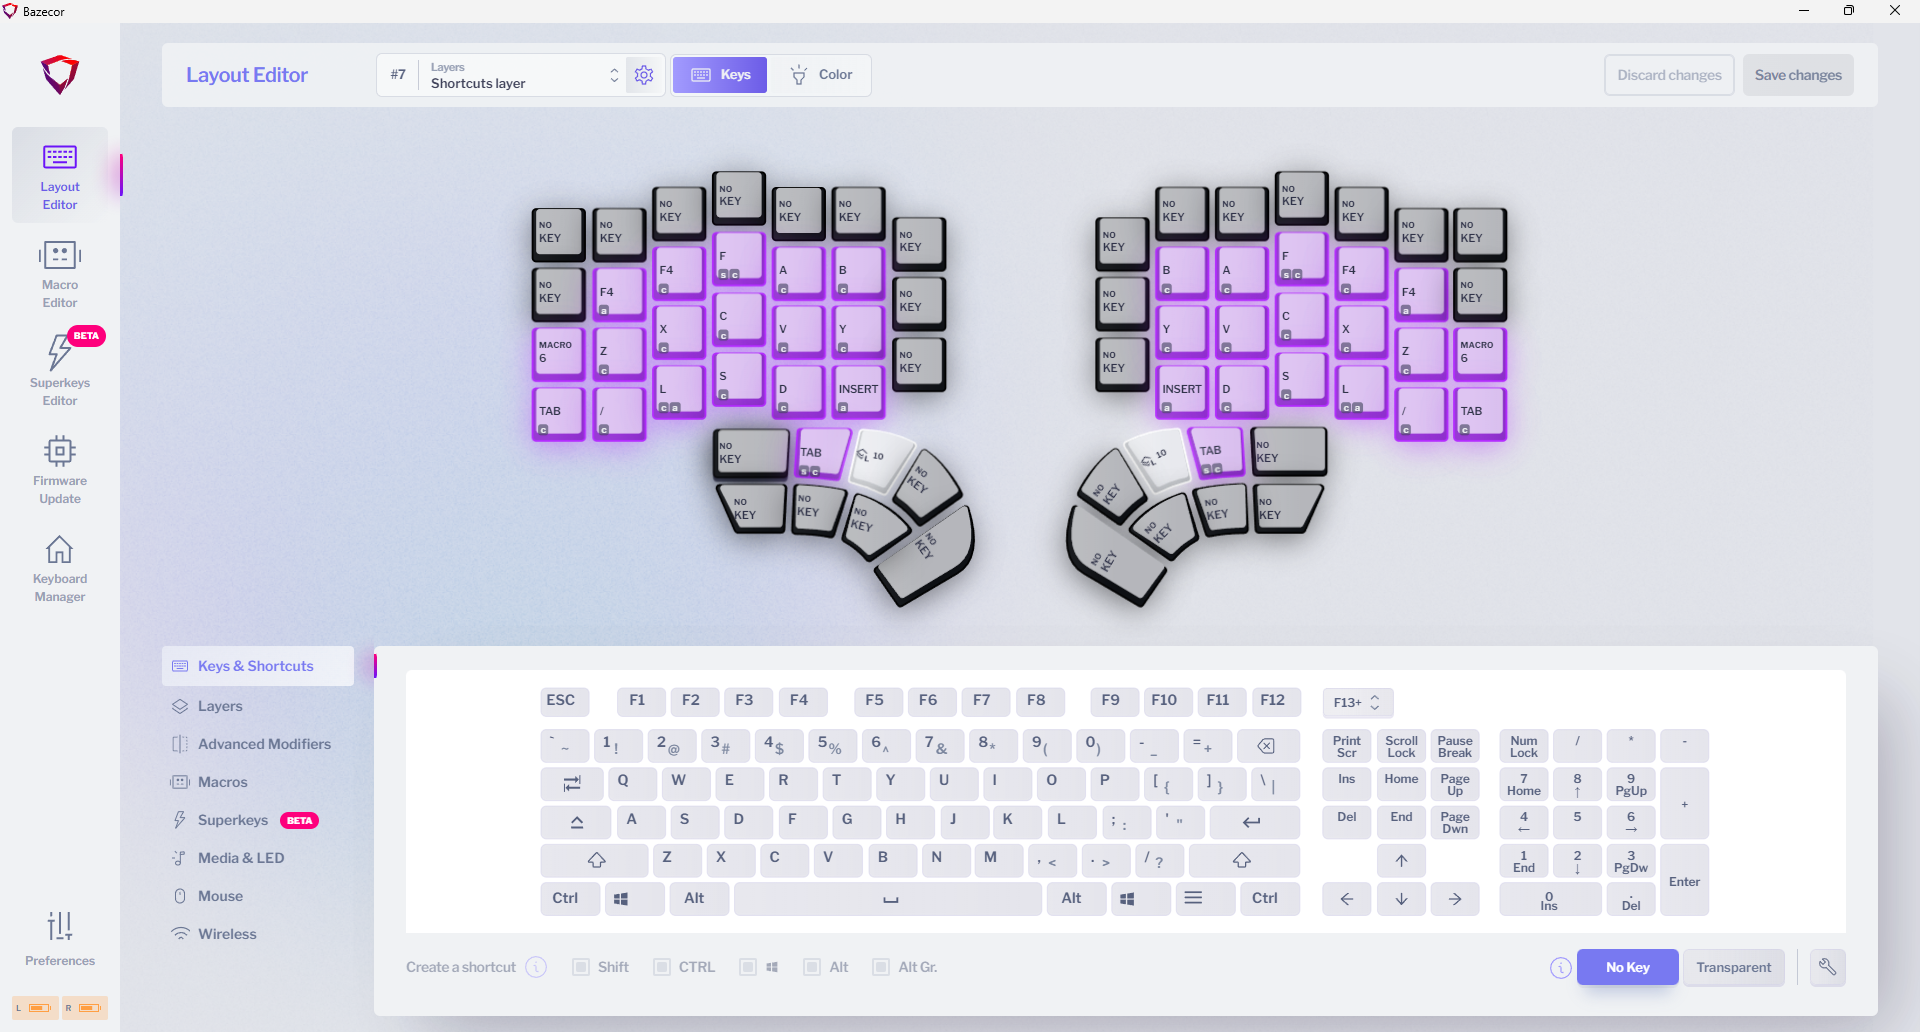 Bazecor
Layout Editor
#7
Layers
Shortcuts layer
Keys
Color
Discard changes
Save changes
Layout
Editor
Macro
Editor
BETA
Superkeys
Editor
Firmware
Update
Keyboard
Manager
Preferences
L
R
NO KEY
NO KEY
NO KEY
NO KEY
NO KEY
NO KEY
NO KEY
NO KEY
F4 a
F4 c
F s c
A c
B c
NO KEY
MACRO 6
Z c
X c
C c
V c
Y c
NO KEY
TAB c
/ c
L c a
S c
D c
INSERT a
NO KEY
TAB s c
L 10
NO KEY
NO KEY
NO KEY
NO KEY
NO KEY
NO KEY
NO KEY
NO KEY
NO KEY
NO KEY
NO KEY
NO KEY
NO KEY
B c
A c
F s c
F4 c
F4 a
NO KEY
NO KEY
Y c
V c
C c
X c
Z c
MACRO 6
INSERT a
D c
S c
L c a
/ c
TAB c
NO KEY
L 10
TAB s c
NO KEY
NO KEY
NO KEY
NO KEY
NO KEY
Keys & Shortcuts
Layers
Advanced Modifiers
Macros
Superkeys BETA
Media & LED
Mouse
Wireless
ESC F1 F2 F3 F4 F5 F6 F7 F8 F9 F10 F11 F12 F13+
` ~ 1 ! 2 @ 3 # 4 $ 5 % 6 ^ 7 & 8 * 9 ( 0 ) - _ = + Print Scr Scroll Lock Pause Break Num Lock / * -
Q W E R T Y U I O P [ { ] } \ | Ins Home Page Up 7 Home 8 ↑ 9 PgUp +
A S D F G H J K L ; : ' " ↵ Del End Page Dwn 4 ← 5 6 →
Z X C V B N M , < . > / ? ↑ 1 End 2 ↓ 3 PgDw Enter
Ctrl Alt Alt Ctrl ← ↓ → 0 Ins . Del
Create a shortcut i Shift CTRL Alt Alt Gr.
i No Key Transparent